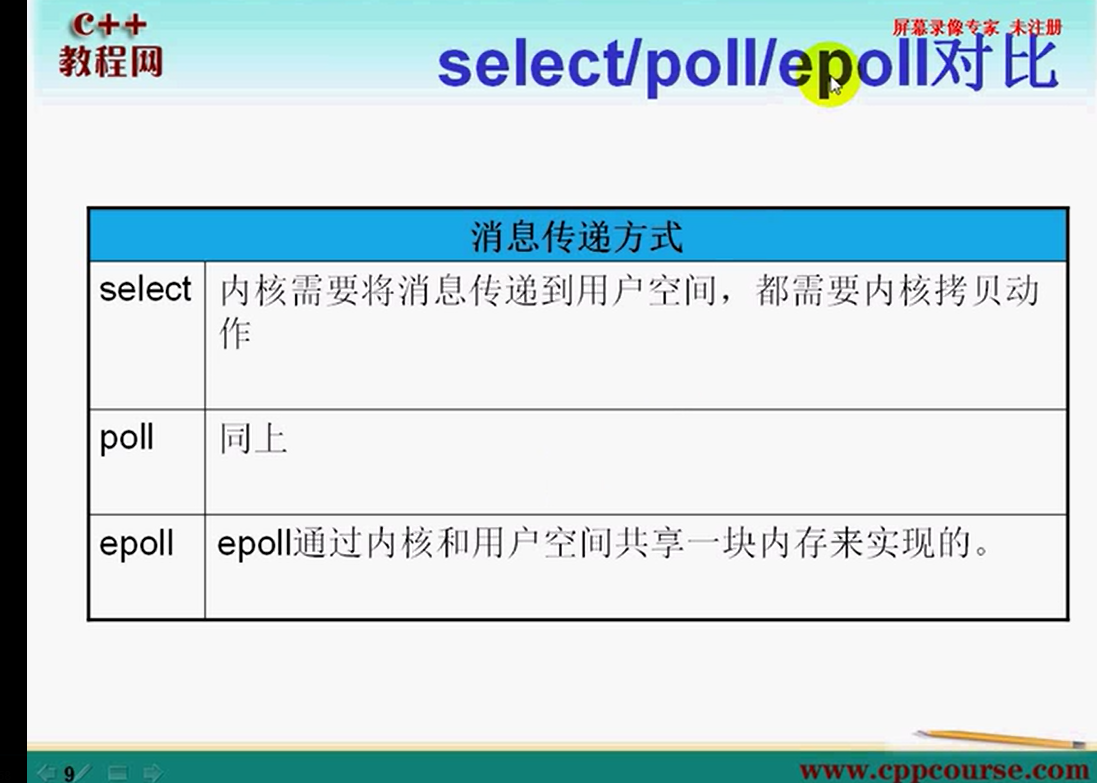 C++
教程网
屏幕录像专家 未注册
select/poll/epoll对比
消息传递方式
select
内核需要将消息传递到用户空间，都需要内核拷贝动
作
poll
同上
epoll
epoll通过内核和用户空间共享一块内存来实现的。
9
www.cppcourse.com